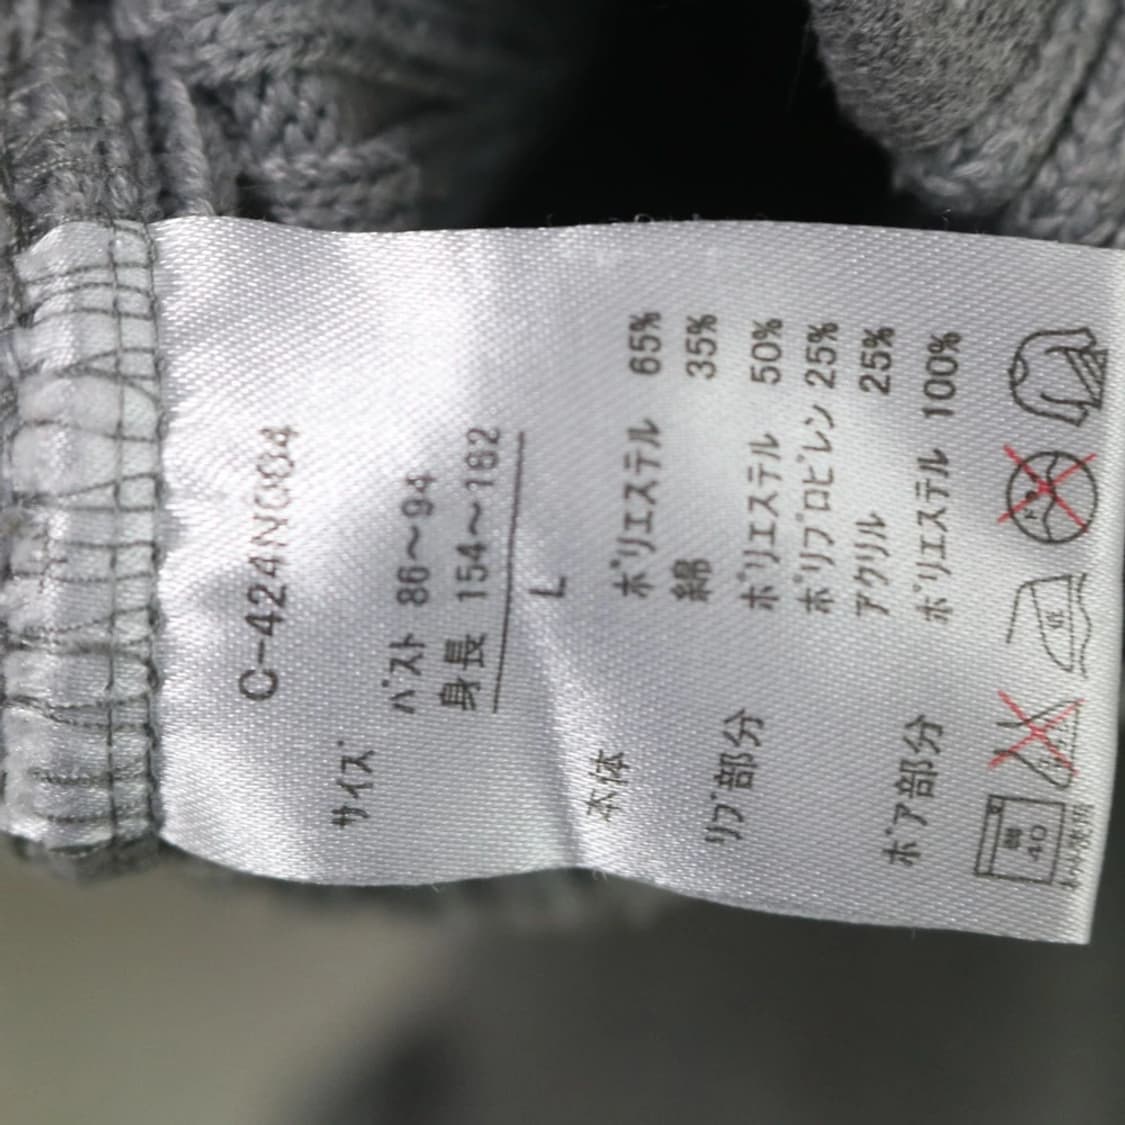 C-424N004
サイズ
バスト 86〜94
身長 154〜162
L
本体 ポリエステル 65%
綿 35%
リブ部分 ポリエステル 50%
ポリプロピレン 25%
アクリル 25%
ボア部分 ポリエステル 100%
40